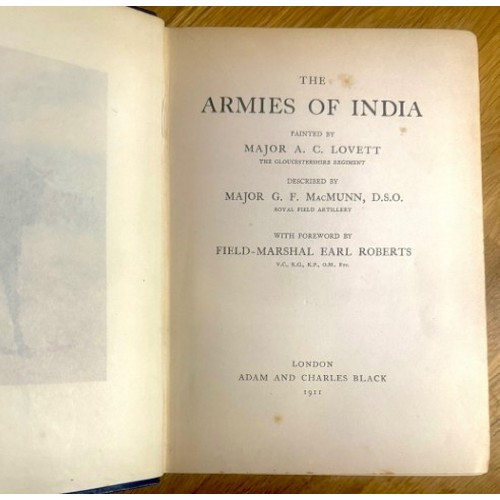 THE
ARMIES OF INDIA
PAINTED BY
MAJOR A. C. LOVETT
THE GLOUCESTERSHIRE REGIMENT
DESCRIBED BY
MAJOR G. F. MACMUNN, D.S.O.
ROYAL FIELD ARTILLERY
WITH FOREWORD BY
FIELD-MARSHAL EARL ROBERTS
V.C., K.G., K.P., O.M., ETC.
LONDON
ADAM AND CHARLES BLACK
1911